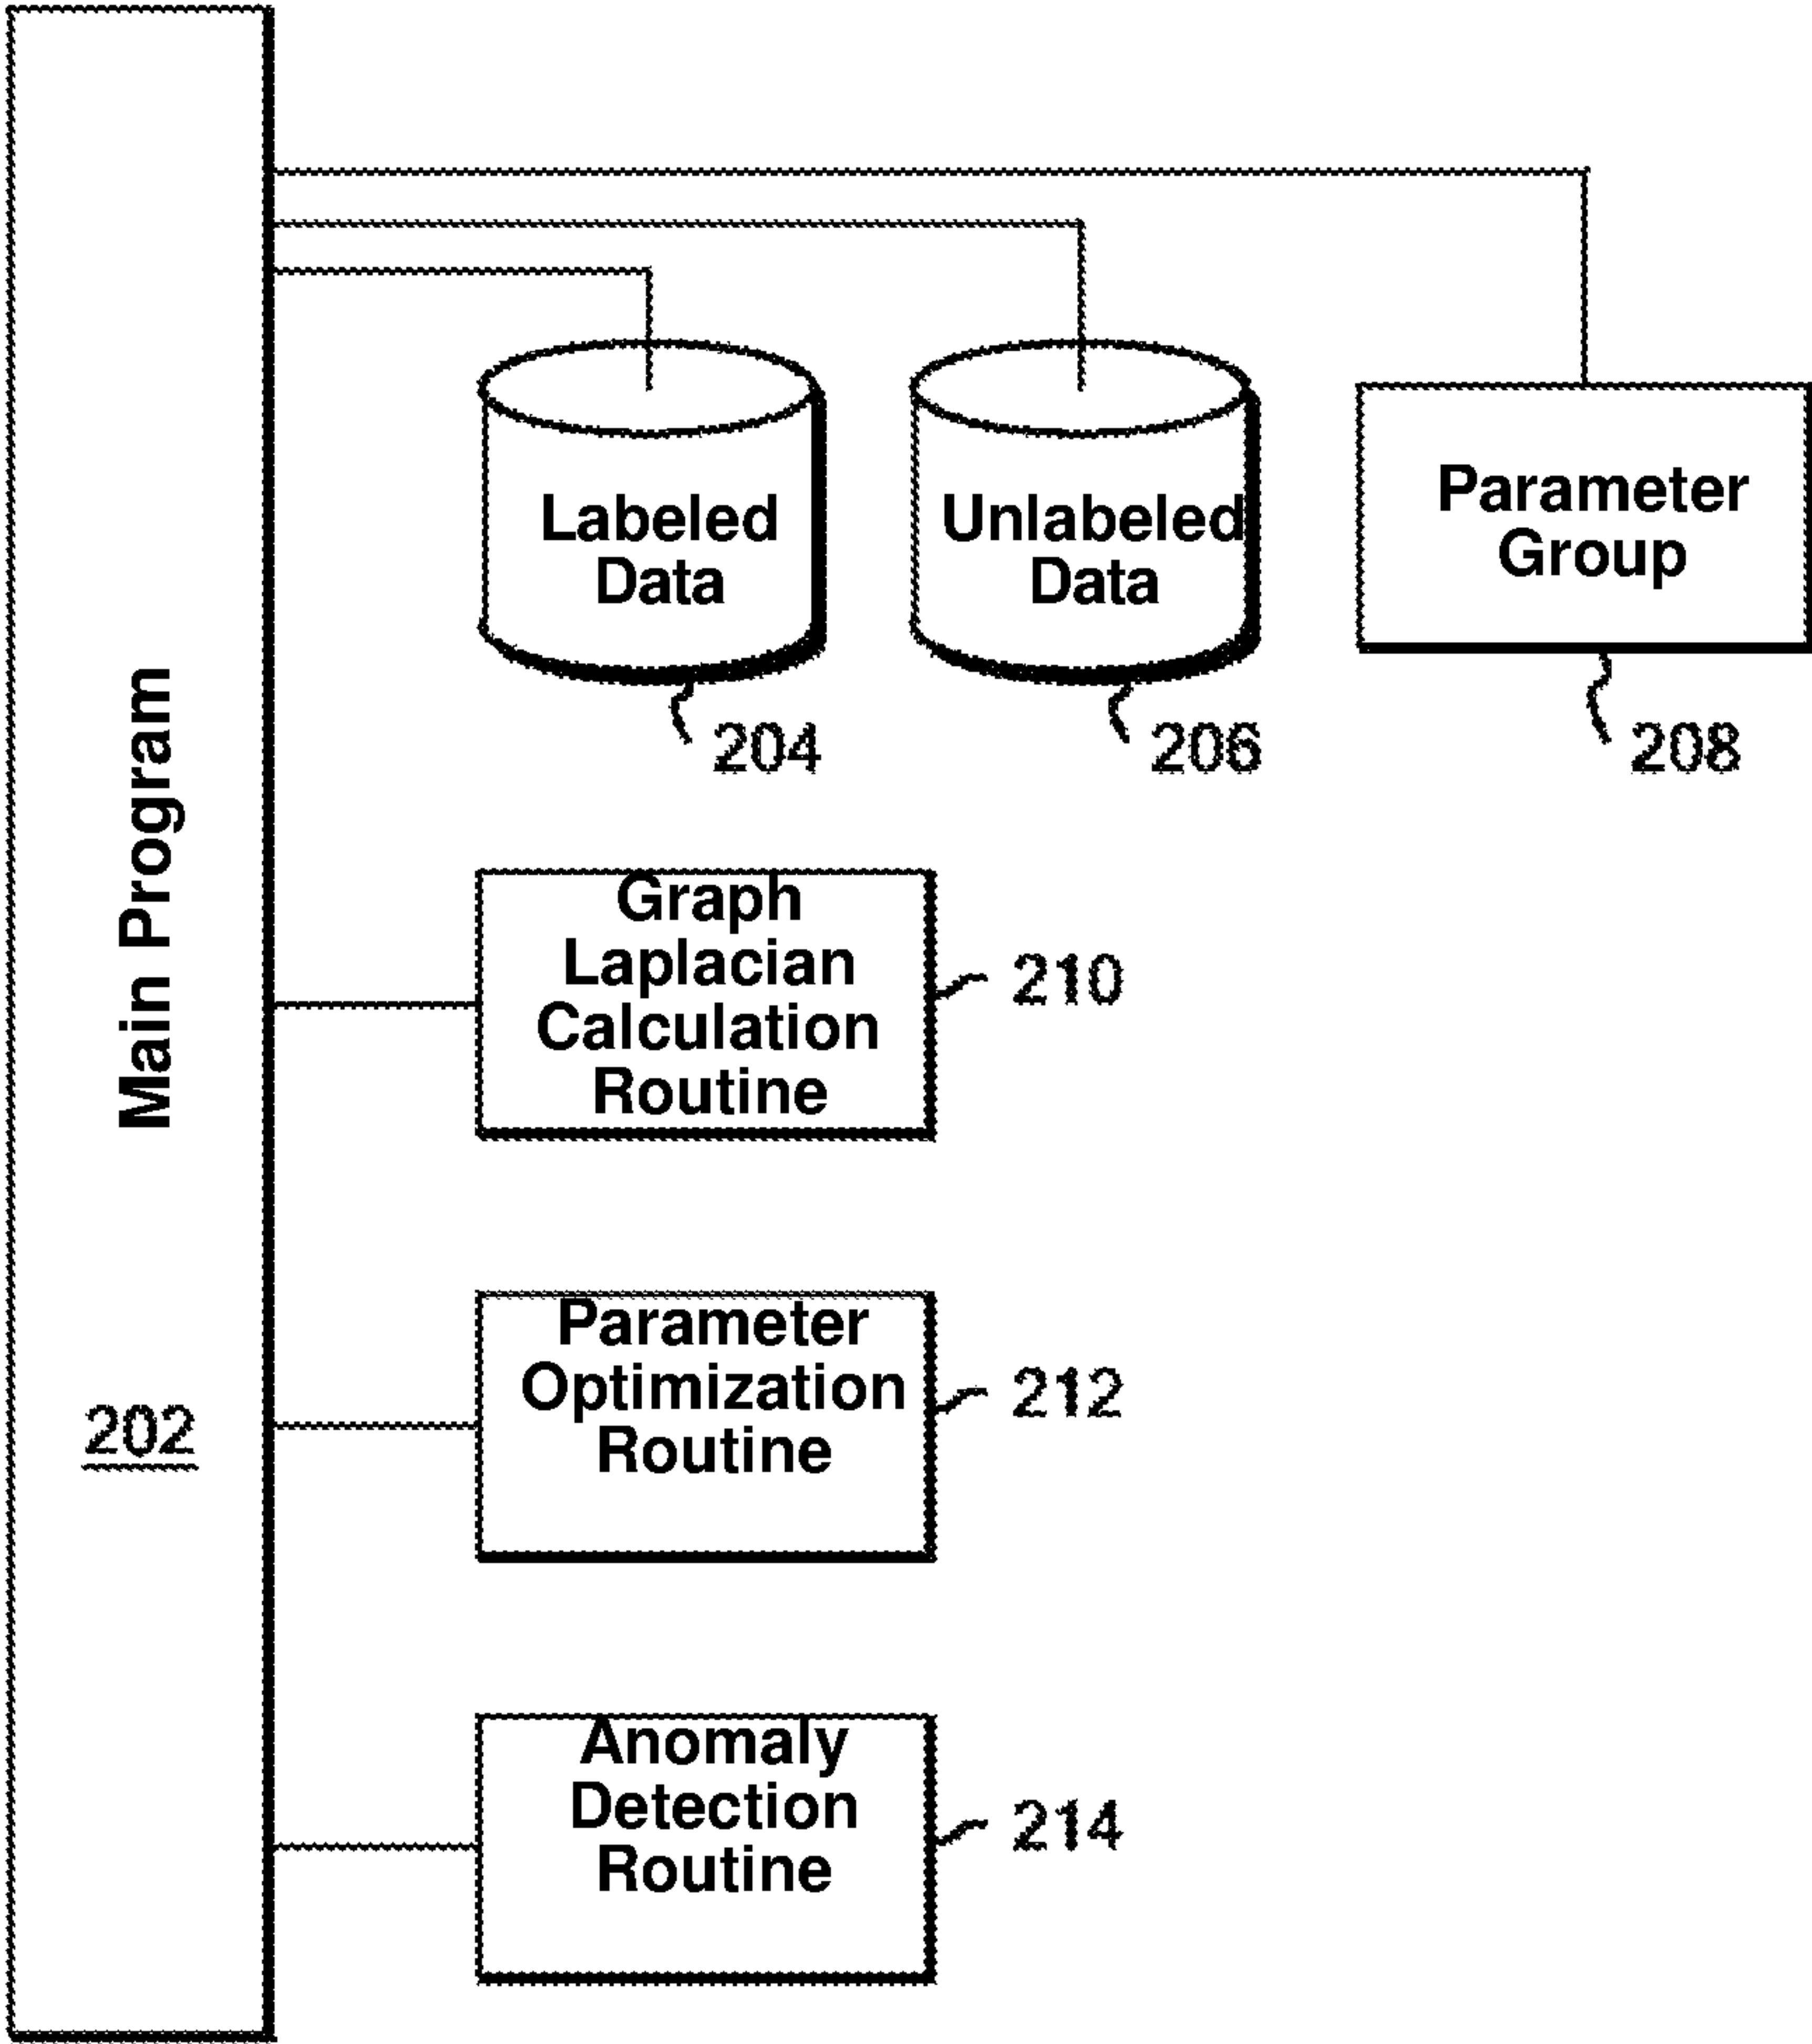 Main Program
202
Labeled
Data
204
Unlabeled
Data
206
Parameter
Group
208
Graph
Laplacian
Calculation
Routine
210
Parameter
Optimization
Routine
212
Anomaly
Detection
Routine
214